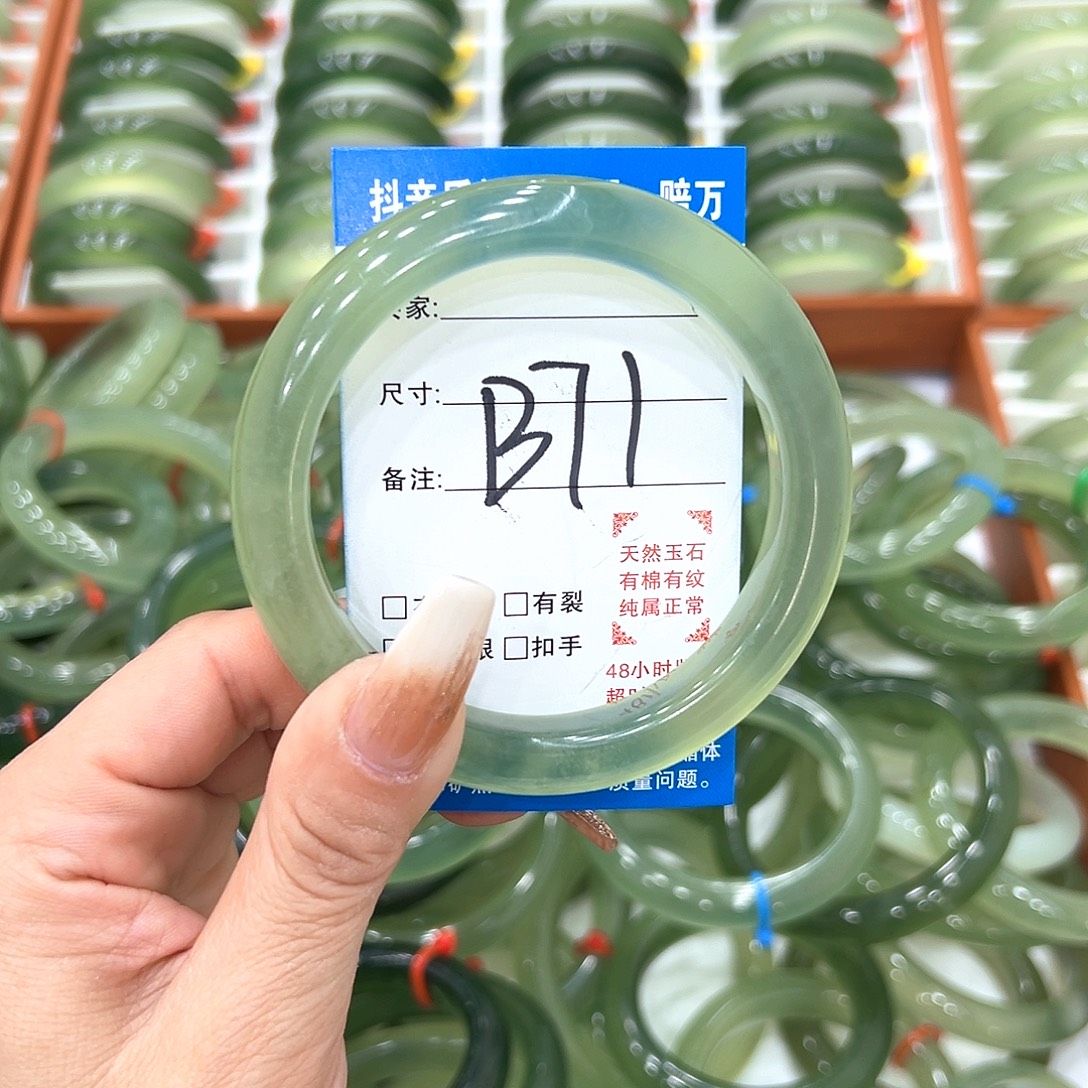 抖音 赔万
家:
尺寸:
B71
备注:
天然玉石
有棉有纹
纯属正常
□ □有裂
□ □扣手
48小时
超
质量问题。